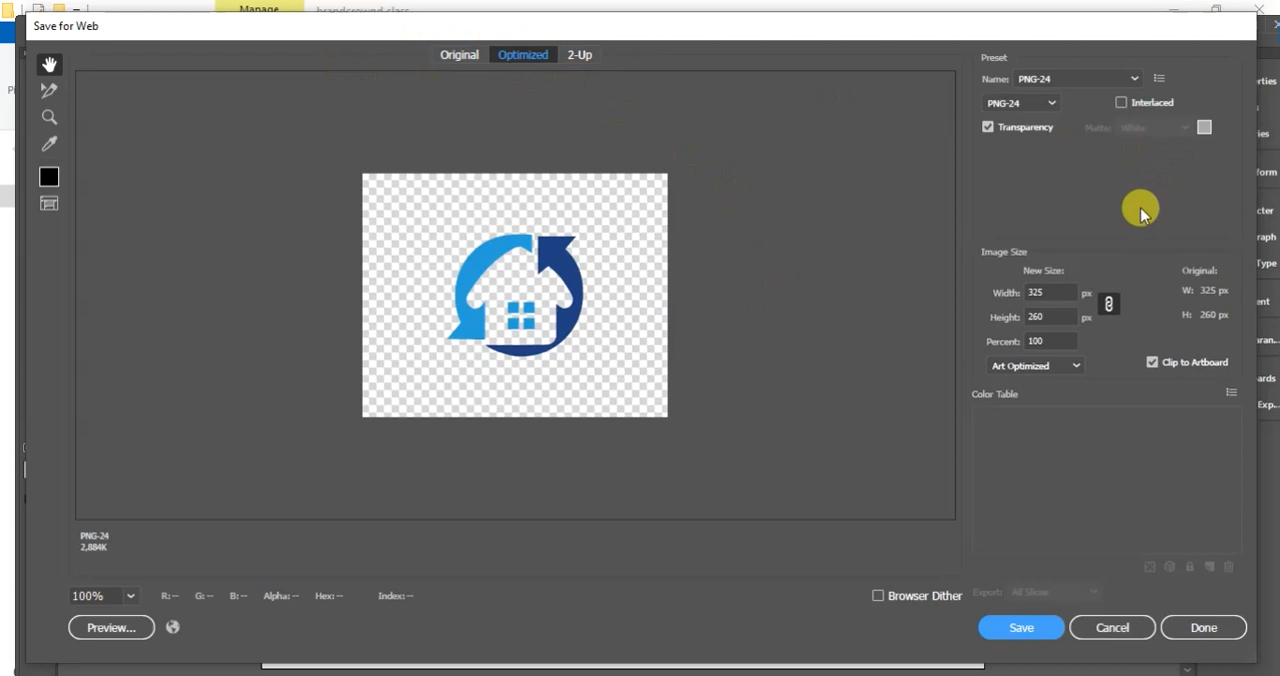 Manage
brandcrownd class
Save for Web
Original Optimized 2-Up
Preset
Name: PNG-24
PNG-24 Interlaced
Transparency Matte: White
Image Size
New Size: Original:
Width: 325 px W: 325 px
Height: 260 px H: 260 px
Percent: 100
Art Optimized Clip to Artboard
Color Table
PNG-24
2,884K
100% R: -- G: -- B: -- Alpha: -- Hex: -- Index: --
Browser Dither Export: All Slices
Preview... Save Cancel Done